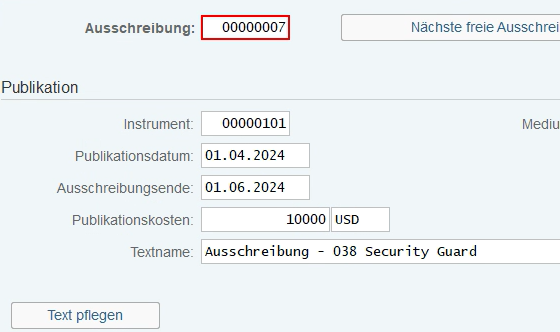 Ausschreibung: 00000007 Nächste freie Ausschrei
Publikation
Instrument: 00000101 Mediu
Publikationsdatum: 01.04.2024
Ausschreibungsende: 01.06.2024
Publikationskosten: 10000 USD
Textname: Ausschreibung - 038 Security Guard
Text pflegen